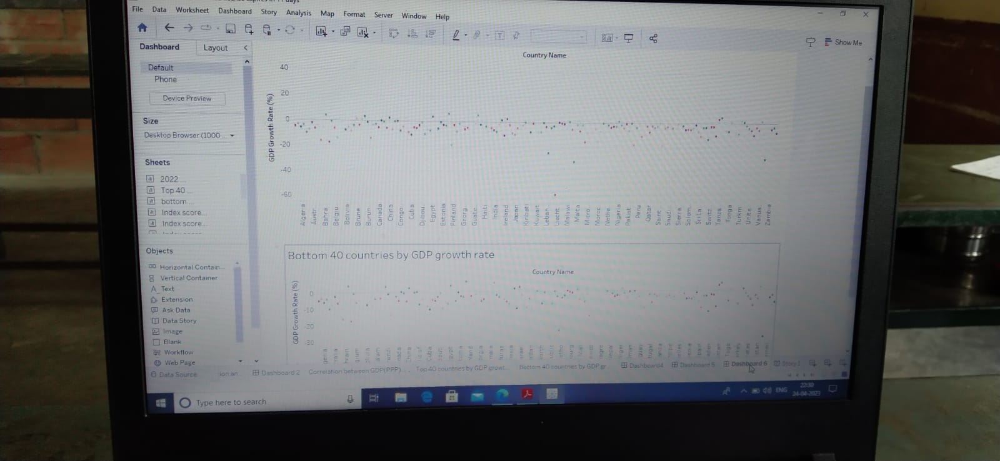 File Data Worksheet Dashboard Story Analysis Map Format Server Window Help
Dashboard Layout <
Show Me
Default
Phone
Device Preview
Size
Desktop Browser (1000 ...
Sheets
2022 ...
Top 40 ...
bottom ...
Index score...
Index score...
Objects
Horizontal Contain...
Vertical Container
Text
Extension
Ask Data
Data Story
Image
Blank
Workflow
Web Page
Country Name
GDP Growth Rate (%)
40
20
0
-20
-40
-60
Algeria Austr.. Bahra.. Belgiu.. Bolivia Brune.. Burun.. Canada China Congo.. Cuba Djibou.. Egypt.. Estonia Finland Georg.. Guate.. Haiti India Ireland Japan Kiribati Kuwait Leban.. Liecht.. Malawi Malta Micro.. Moroc.. Nethe.. Nigeria Pakist.. Peru Qatar Saint.. Saudi.. Sierra.. Solom.. Sri La.. Switz.. Tanza.. Tonga Turkm.. Unite.. Vanua.. Zambia
Bottom 40 countries by GDP growth rate
Country Name
GDP Growth Rate (%)
0
-10
-20
-30
Data Source ion an... Dashboard 2 Correlation between GDP(PPP)... Top 40 countries by GDP growt... Bottom 40 countries by GDP gr Dashboard4 Dashboard 5 Dashboard 6 Story 1
Type here to search
ENG
22:30
24-04-2023